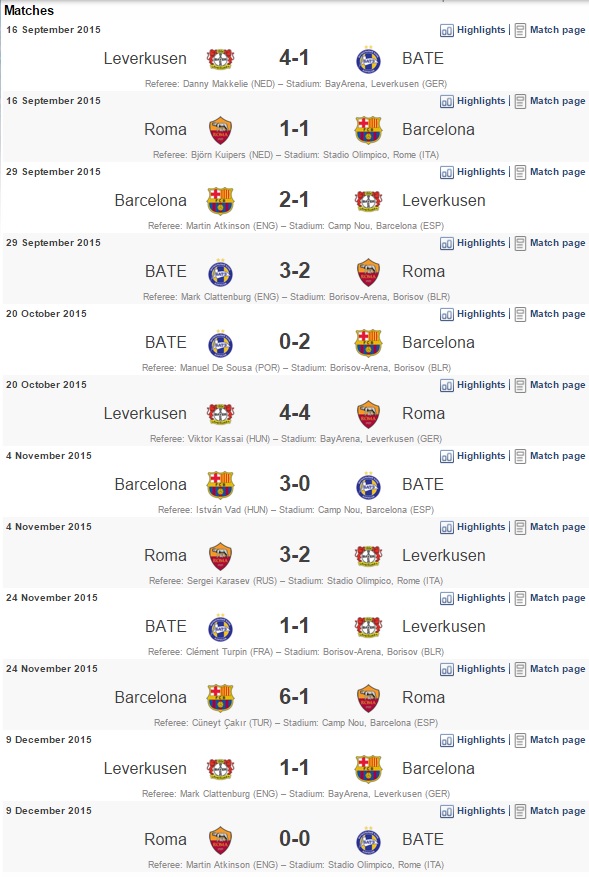 Matches
16 September 2015 Highlights | Match page
Leverkusen 4-1 BATE
Referee: Danny Makkelie (NED) – Stadium: BayArena, Leverkusen (GER)
16 September 2015 Highlights | Match page
Roma 1-1 Barcelona
Referee: Björn Kuipers (NED) – Stadium: Stadio Olimpico, Rome (ITA)
29 September 2015 Highlights | Match page
Barcelona 2-1 Leverkusen
Referee: Martin Atkinson (ENG) – Stadium: Camp Nou, Barcelona (ESP)
29 September 2015 Highlights | Match page
BATE 3-2 Roma
Referee: Mark Clattenburg (ENG) – Stadium: Borisov-Arena, Borisov (BLR)
20 October 2015 Highlights | Match page
BATE 0-2 Barcelona
Referee: Manuel De Sousa (POR) – Stadium: Borisov-Arena, Borisov (BLR)
20 October 2015 Highlights | Match page
Leverkusen 4-4 Roma
Referee: Viktor Kassai (HUN) – Stadium: BayArena, Leverkusen (GER)
4 November 2015 Highlights | Match page
Barcelona 3-0 BATE
Referee: István Vad (HUN) – Stadium: Camp Nou, Barcelona (ESP)
4 November 2015 Highlights | Match page
Roma 3-2 Leverkusen
Referee: Sergei Karasev (RUS) – Stadium: Stadio Olimpico, Rome (ITA)
24 November 2015 Highlights | Match page
BATE 1-1 Leverkusen
Referee: Clément Turpin (FRA) – Stadium: Borisov-Arena, Borisov (BLR)
24 November 2015 Highlights | Match page
Barcelona 6-1 Roma
Referee: Cüneyt Çakır (TUR) – Stadium: Camp Nou, Barcelona (ESP)
9 December 2015 Highlights | Match page
Leverkusen 1-1 Barcelona
Referee: Mark Clattenburg (ENG) – Stadium: BayArena, Leverkusen (GER)
9 December 2015 Highlights | Match page
Roma 0-0 BATE
Referee: Martin Atkinson (ENG) – Stadium: Stadio Olimpico, Rome (ITA)